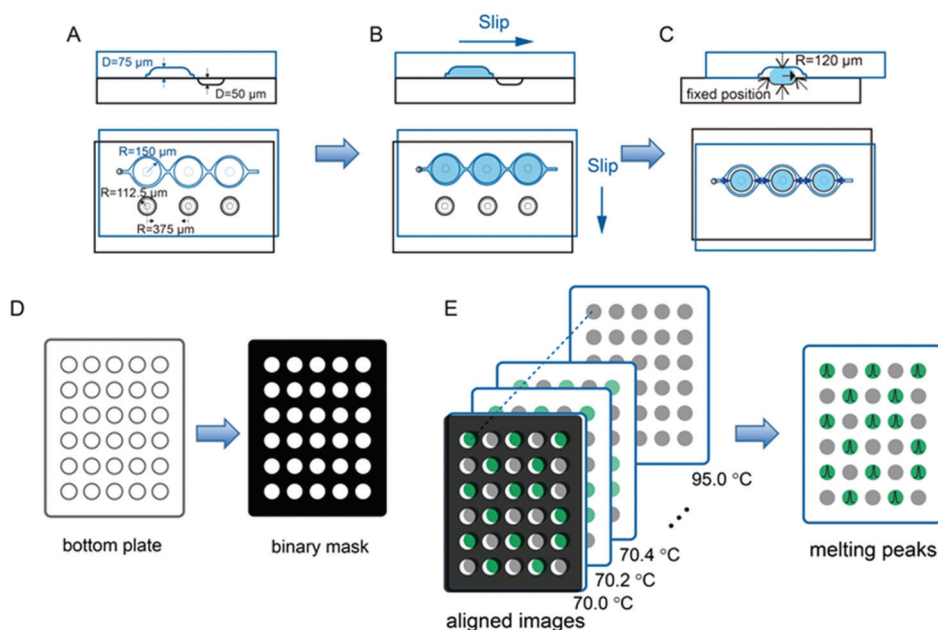 A
D=75 µm
D=50 µm
R=150 µm
R=112.5 µm
R=375 µm
B
Slip
Slip
C
R=120 µm
fixed position
D
bottom plate
binary mask
E
95.0 °C
70.4 °C
70.2 °C
70.0 °C
aligned images
melting peaks